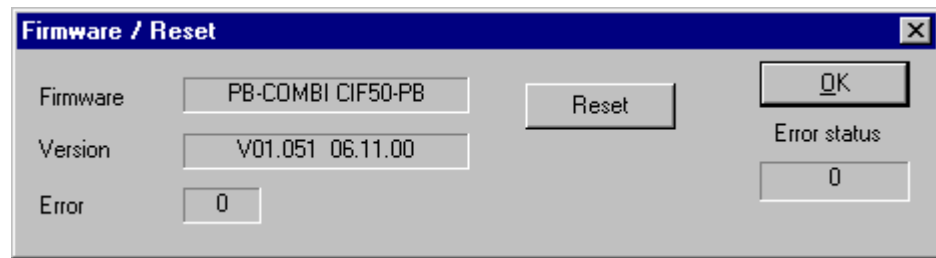 Firmware / Reset
Firmware PB-COMBI CIF50-PB
Reset
OK
Version V01.051 06.11.00
Error status
0
Error 0